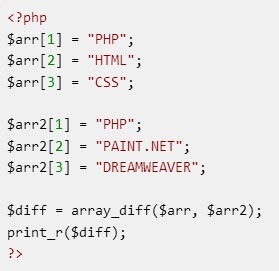 <?php
$arr[1] = "PHP";
$arr[2] = "HTML";
$arr[3] = "CSS";

$arr2[1] = "PHP";
$arr2[2] = "PAINT.NET";
$arr2[3] = "DREAMWEAVER";

$diff = array_diff($arr, $arr2);
print_r($diff);
?>